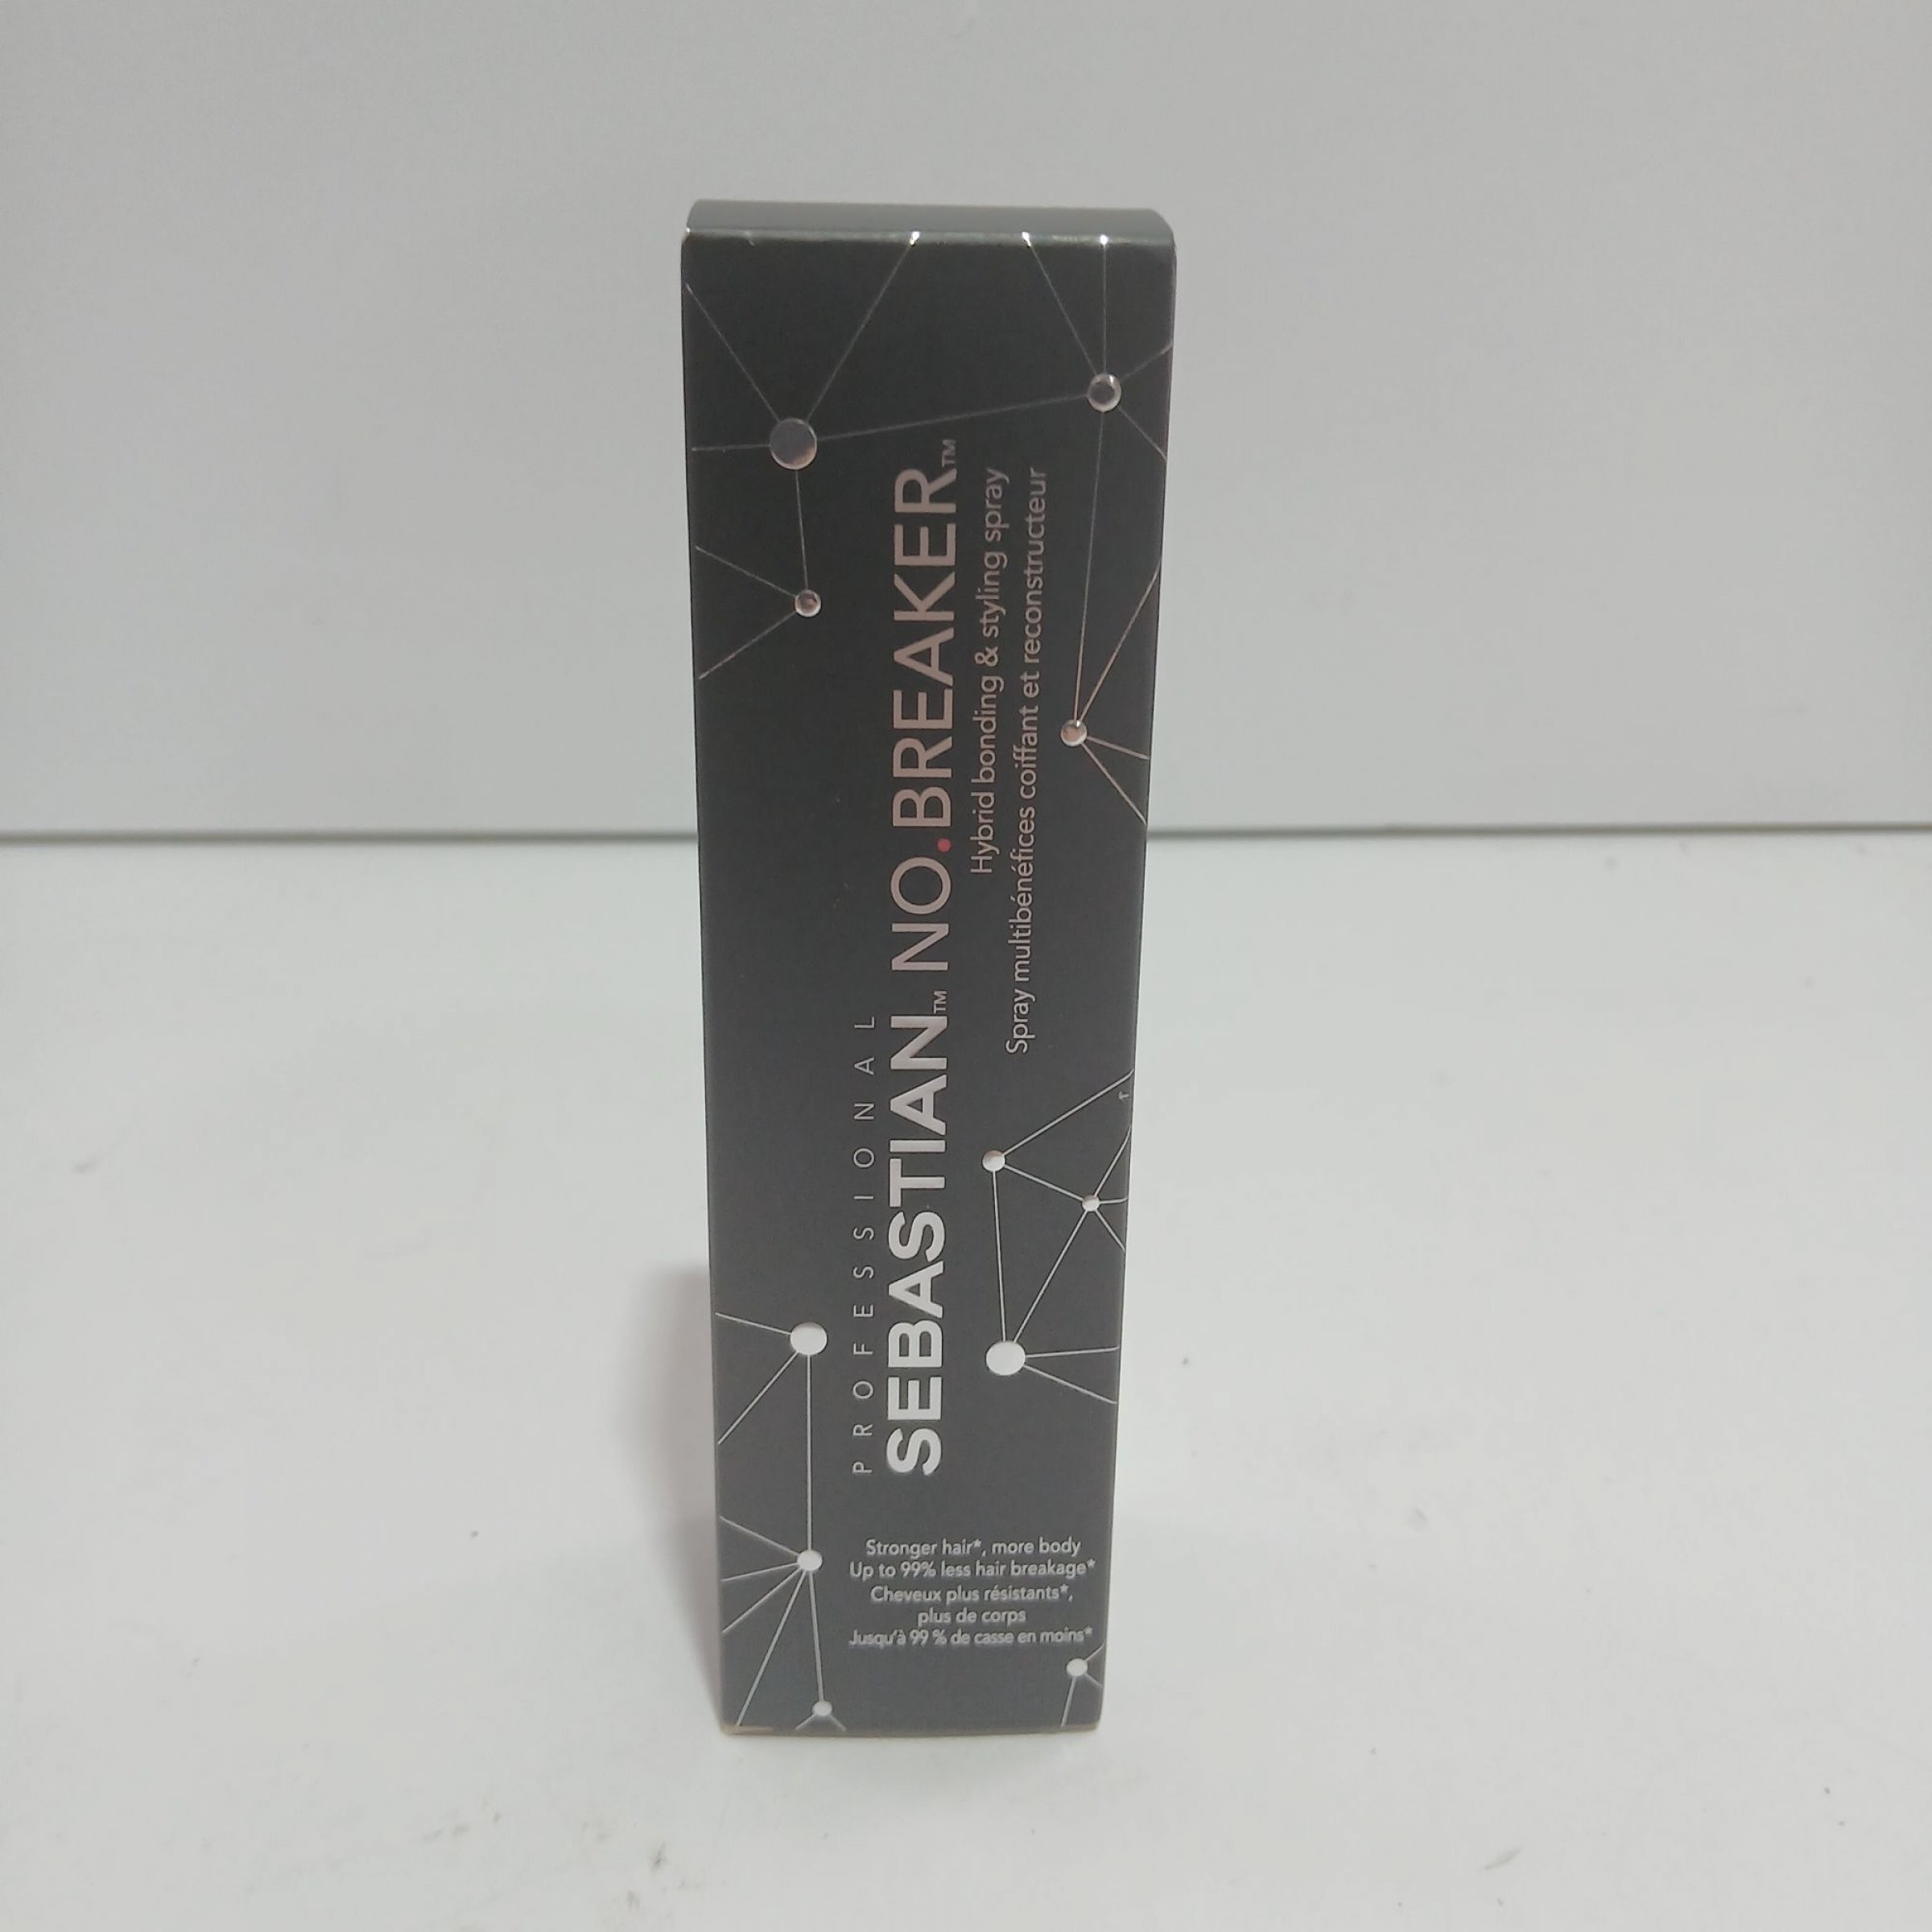 PROFESSIONAL
SEBASTIAN™ NO.BREAKER™
Hybrid bonding & styling spray
Spray multibénéfices coiffant et reconstructeur
Stronger hair*, more body
Up to 99% less hair breakage*
Cheveux plus résistants*,
plus de corps
Jusqu'à 99 % de casse en moins*